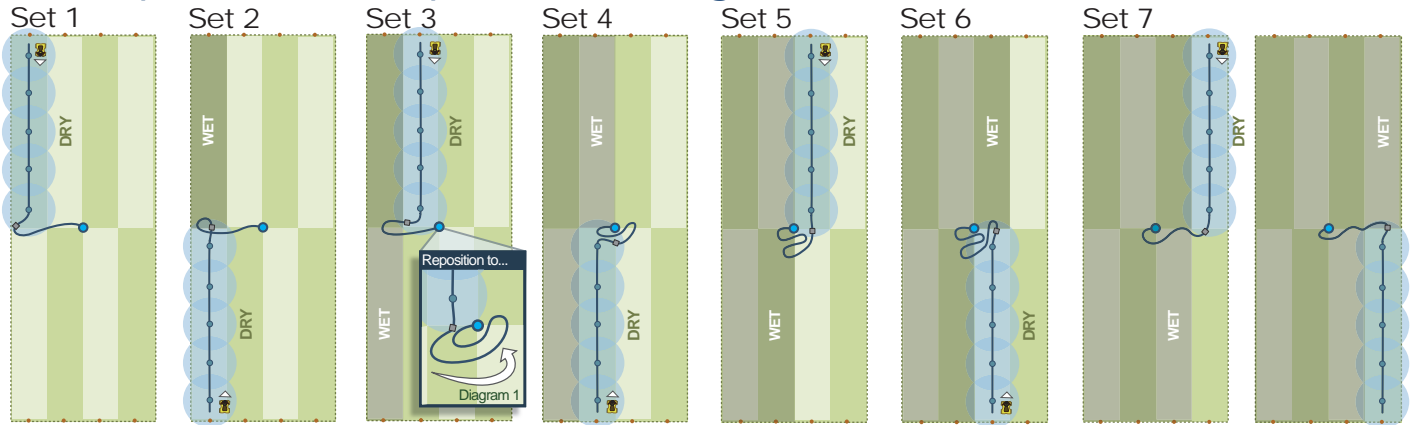 Set 1
Set 2
Set 3
Set 4
Set 5
Set 6
Set 7
DRY
WET
DRY
WET
DRY
Reposition to...
Diagram 1
WET
DRY
WET
DRY
WET
DRY
WET
DRY
WET